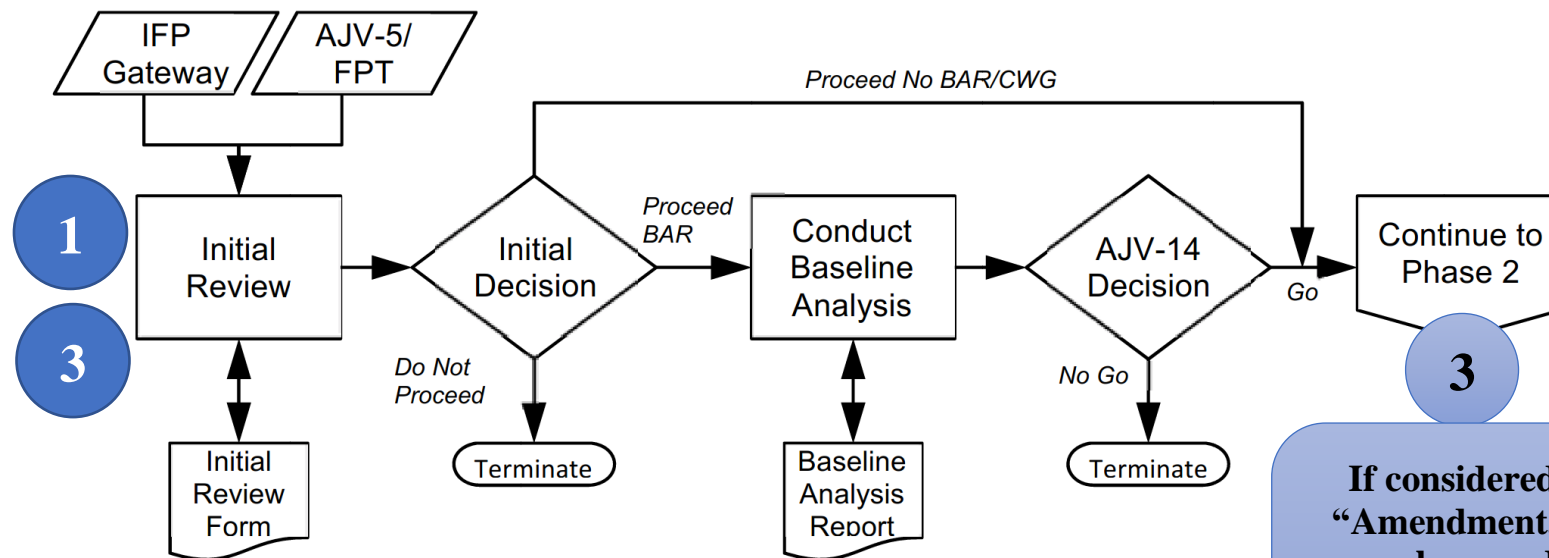 IFP
Gateway
AJV-5/
FPT
Proceed No BAR/CWG
1
3
Initial
Review
Initial
Decision
Proceed
BAR
Conduct
Baseline
Analysis
AJV-14
Decision
Go
Continue to
Phase 2
Do Not
Proceed
No Go
3
Initial
Review
Form
Terminate
Baseline
Analysis
Report
Terminate
If considered
“Amendment